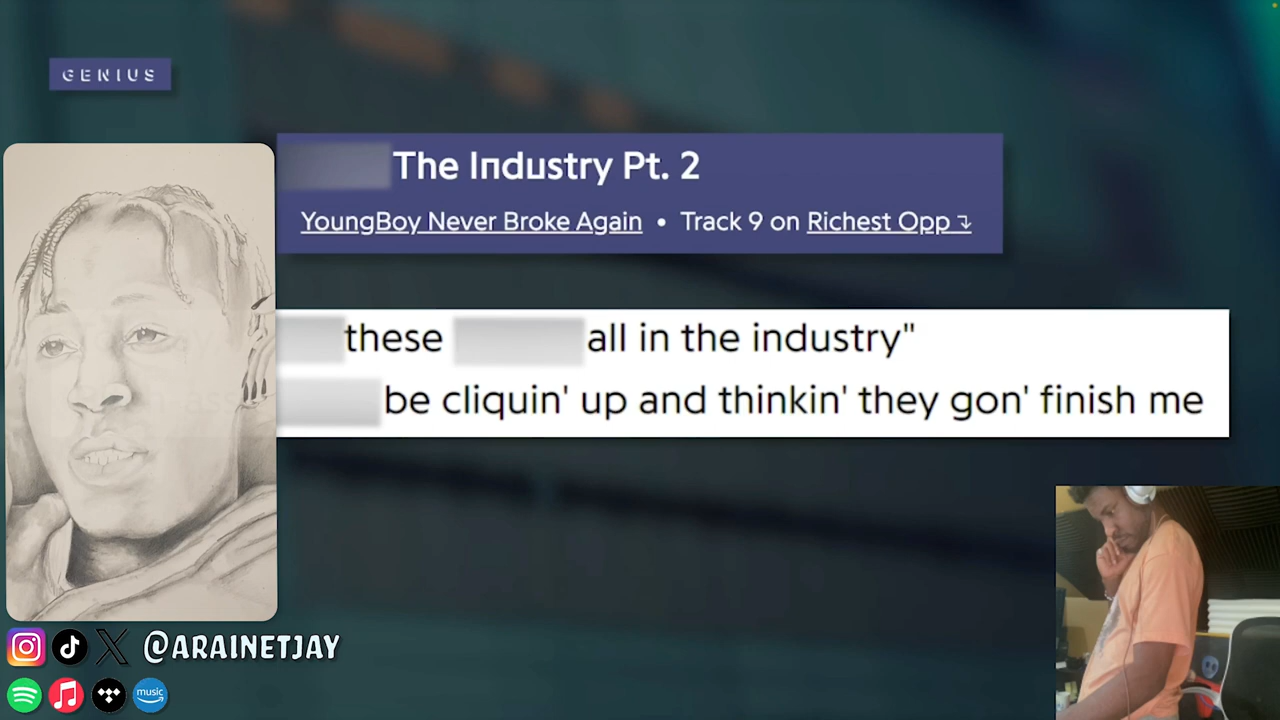 GENIUS
The Industry Pt. 2
YoungBoy Never Broke Again • Track 9 on Richest Opp
these all in the industry"
be cliquin' up and thinkin' they gon' finish me
@ARAINETJAY
music